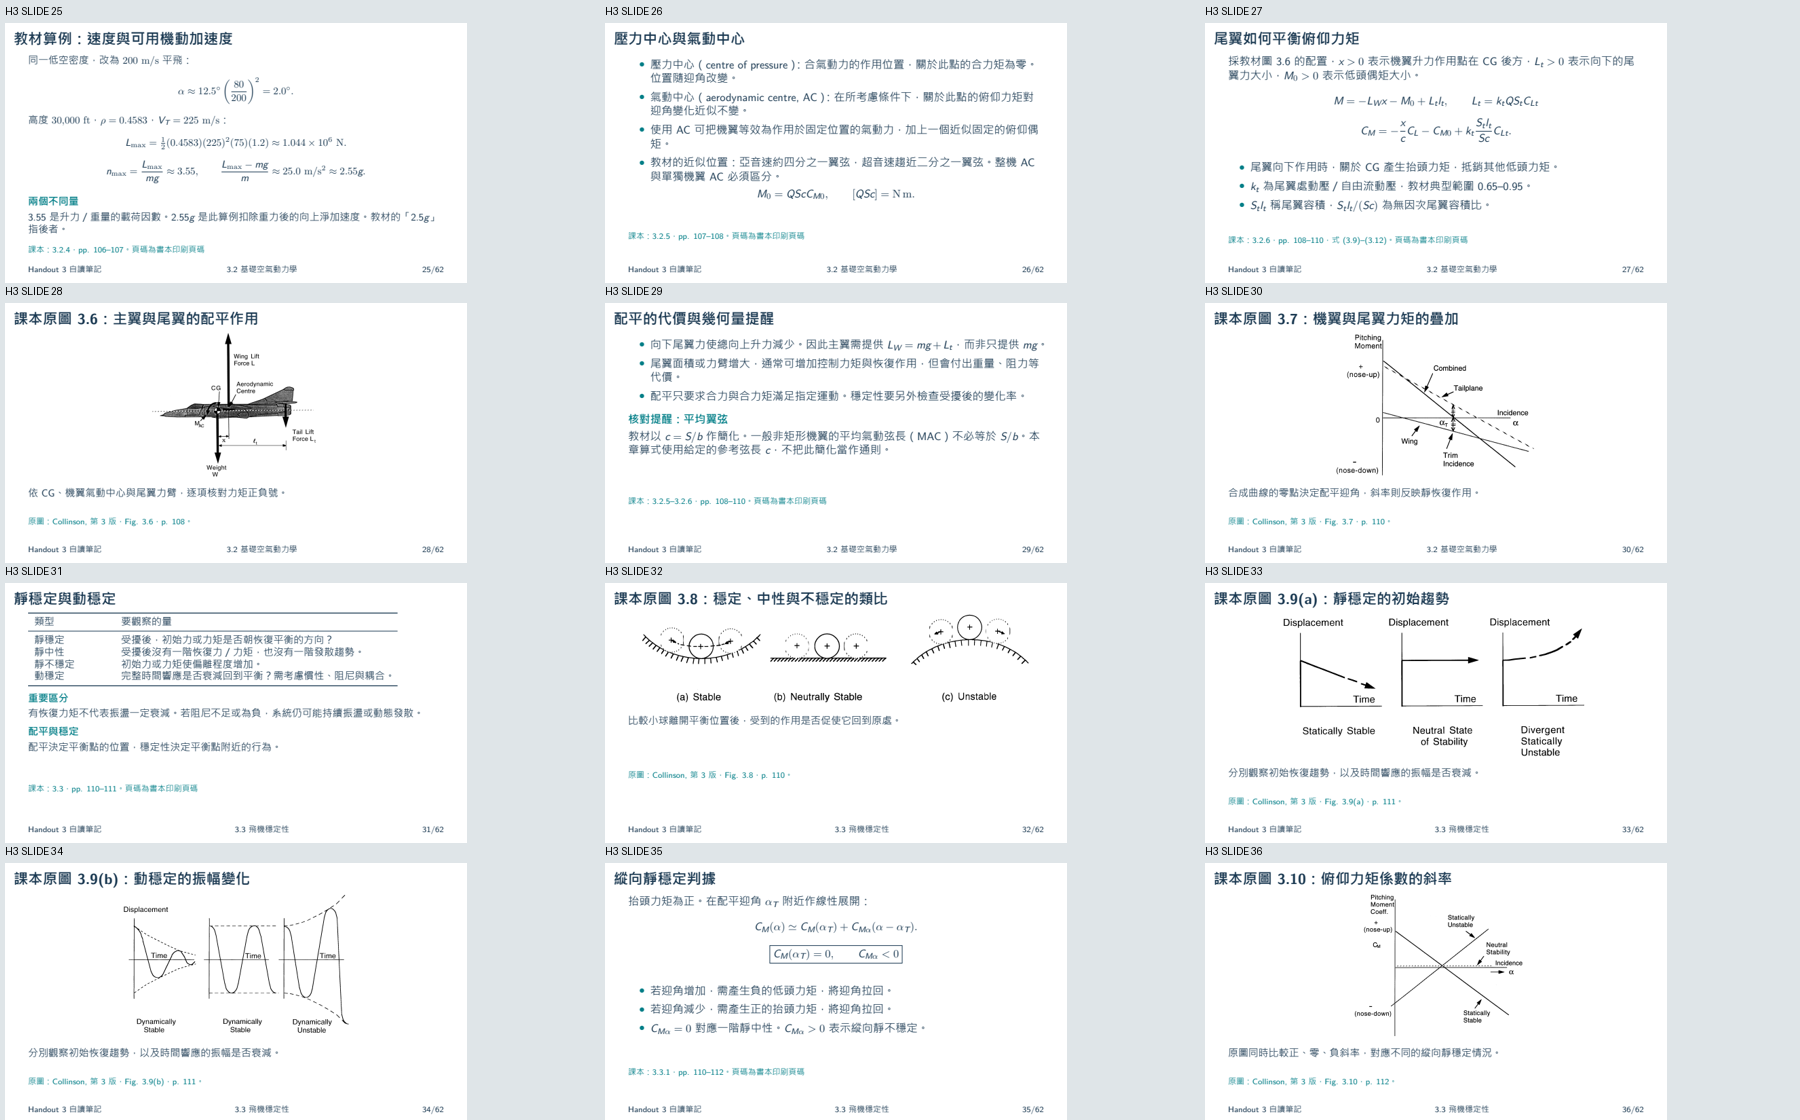 H3 SLIDE 25
教材算例：速度與可用機動加速度
同一低空密度，改為 200 m/s 平飛：
α ≈ 12.5° (80/200)² = 2.0°.
高度 30,000 ft，ρ = 0.4583，V_T = 225 m/s：
L_max = ½(0.4583)(225)²(75)(1.2) ≈ 1.044 × 10⁶ N.
n_max = L_max/mg ≈ 3.55, (L_max − mg)/m ≈ 25.0 m/s² ≈ 2.55g.
兩個不同量
3.55 是升力 / 重量的載荷因數。2.55g 是此算例扣除重力後的向上淨加速度。教材的「2.5g」
指後者。
課本：3.2.4，pp. 106–107。頁碼為書本印刷頁碼
Handout 3 自讀筆記 3.2 基礎空氣動力學 25/62
H3 SLIDE 26
壓力中心與氣動中心
壓力中心 ( centre of pressure )：合氣動力的作用位置，關於此點的合力矩為零。
位置隨迎角改變。
氣動中心 ( aerodynamic centre, AC )：在所考慮條件下，關於此點的俯仰力矩對
迎角變化近似不變。
使用 AC 可把機翼等效為作用於固定位置的氣動力，加上一個近似固定的俯仰偶
矩。
教材的近似位置：亞音速約四分之一翼弦，超音速趨近二分之一翼弦。整機 AC
與單獨機翼 AC 必須區分。
M₀ = QScC_M0, [QSc] = N m.
課本：3.2.5，pp. 107–108。頁碼為書本印刷頁碼
Handout 3 自讀筆記 3.2 基礎空氣動力學 26/62
H3 SLIDE 27
尾翼如何平衡俯仰力矩
採教材圖 3.6 的配置，x > 0 表示機翼升力作用點在 CG 後方，L_t > 0 表示向下的尾
翼力大小，M₀ > 0 表示低頭偶矩大小。
M = −L_W x − M₀ + L_t l_t, L_t = k_t QS_t C_Lt
C_M = −(x/c)C_L − C_M0 + k_t (S_t l_t/Sc) C_Lt.
尾翼向下作用時，關於 CG 產生抬頭力矩，抵銷其他低頭力矩。
k_t 為尾翼處動壓 / 自由流動壓，教材典型範圍 0.65–0.95。
S_t l_t 稱尾翼容積，S_t l_t/(Sc) 為無因次尾翼容積比。
課本：3.2.6，pp. 108–110，式 (3.9)–(3.12)。頁碼為書本印刷頁碼
Handout 3 自讀筆記 3.2 基礎空氣動力學 27/62
H3 SLIDE 28
課本原圖 3.6：主翼與尾翼的配平作用
Wing Lift
Force L
CG
Aerodynamic
Centre
x
Tail Lift
Force L_t
Weight
W
依 CG、機翼氣動中心與尾翼力臂，逐項核對力矩正負號。
原圖：Collinson, 第 3 版，Fig. 3.6，p. 108。
Handout 3 自讀筆記 3.2 基礎空氣動力學 28/62
H3 SLIDE 29
配平的代價與幾何量提醒
向下尾翼力使總向上升力減少。因此主翼需提供 L_W = mg + L_t，而非只提供 mg。
尾翼面積或力臂增大，通常可增加控制力矩與恢復作用，但會付出重量、阻力等
代價。
配平只要求合力與合力矩滿足指定運動。穩定性要另外檢查受擾後的變化率。
核對提醒：平均翼弦
教材以 c = S/b 作簡化。一般非矩形機翼的平均氣動弦長 ( MAC ) 不必等於 S/b。本
章算式使用給定的參考弦長 c，不把此簡化當作通則。
課本：3.2.5–3.2.6，pp. 108–110。頁碼為書本印刷頁碼
Handout 3 自讀筆記 3.2 基礎空氣動力學 29/62
H3 SLIDE 30
課本原圖 3.7：機翼與尾翼力矩的疊加
Pitching
Moment
+
(nose-up)
Combined
Tailplane
Incidence
α
0
α_T
Wing
Trim
Incidence
−
(nose-down)
合成曲線的零點決定配平迎角，斜率則反映靜恢復作用。
原圖：Collinson, 第 3 版，Fig. 3.7，p. 110。
Handout 3 自讀筆記 3.2 基礎空氣動力學 30/62
H3 SLIDE 31
靜穩定與動穩定
類型 要觀察的量
靜穩定 受擾後，初始力或力矩是否朝恢復平衡的方向？
靜中性 受擾後沒有一階恢復力 / 力矩，也沒有一階發散趨勢。
靜不穩定 初始力或力矩使偏離程度增加。
動穩定 完整時間響應是否衰減回到平衡？需考慮慣性、阻尼與耦合。
重要區分
有恢復力矩不代表振盪一定衰減。若阻尼不足或為負，系統仍可能持續振盪或動態發散。
配平與穩定
配平決定平衡點的位置，穩定性決定平衡點附近的行為。
課本：3.3，pp. 110–111。頁碼為書本印刷頁碼
Handout 3 自讀筆記 3.3 飛機穩定性 31/62
H3 SLIDE 32
課本原圖 3.8：穩定、中性與不穩定的類比
(a) Stable (b) Neutrally Stable (c) Unstable
比較小球離開平衡位置後，受到的作用是否促使它回到原處。
原圖：Collinson, 第 3 版，Fig. 3.8，p. 110。
Handout 3 自讀筆記 3.3 飛機穩定性 32/62
H3 SLIDE 33
課本原圖 3.9(a)：靜穩定的初始趨勢
Displacement Displacement Displacement
Time Time Time
Statically Stable
Neutral State
of Stability
Divergent
Statically
Unstable
分別觀察初始恢復趨勢，以及時間響應的振幅是否衰減。
原圖：Collinson, 第 3 版，Fig. 3.9(a)，p. 111。
Handout 3 自讀筆記 3.3 飛機穩定性 33/62
H3 SLIDE 34
課本原圖 3.9(b)：動穩定的振幅變化
Displacement
Time Time Time
Dynamically
Stable
Dynamically
Stable
Dynamically
Unstable
分別觀察初始恢復趨勢，以及時間響應的振幅是否衰減。
原圖：Collinson, 第 3 版，Fig. 3.9(b)，p. 111。
Handout 3 自讀筆記 3.3 飛機穩定性 34/62
H3 SLIDE 35
縱向靜穩定判據
抬頭力矩為正。在配平迎角 α_T 附近作線性展開：
C_M(α) ≃ C_M(α_T) + C_Mα(α − α_T).
C_M(α_T) = 0, C_Mα < 0
若迎角增加，需產生負的低頭力矩，將迎角拉回。
若迎角減少，需產生正的抬頭力矩，將迎角拉回。
C_Mα = 0 對應一階靜中性。C_Mα > 0 表示縱向靜不穩定。
課本：3.3.1，pp. 110–112。頁碼為書本印刷頁碼
Handout 3 自讀筆記 3.3 飛機穩定性 35/62
H3 SLIDE 36
課本原圖 3.10：俯仰力矩係數的斜率
Pitching
Moment
Coeff.
+
(nose-up)
C_M
Statically
Unstable
Neutral
Stability
Incidence
α
−
(nose-down)
Statically
Stable
原圖同時比較正、零、負斜率，對應不同的縱向靜穩定情況。
原圖：Collinson, 第 3 版，Fig. 3.10，p. 112。
Handout 3 自讀筆記 3.3 飛機穩定性 36/62